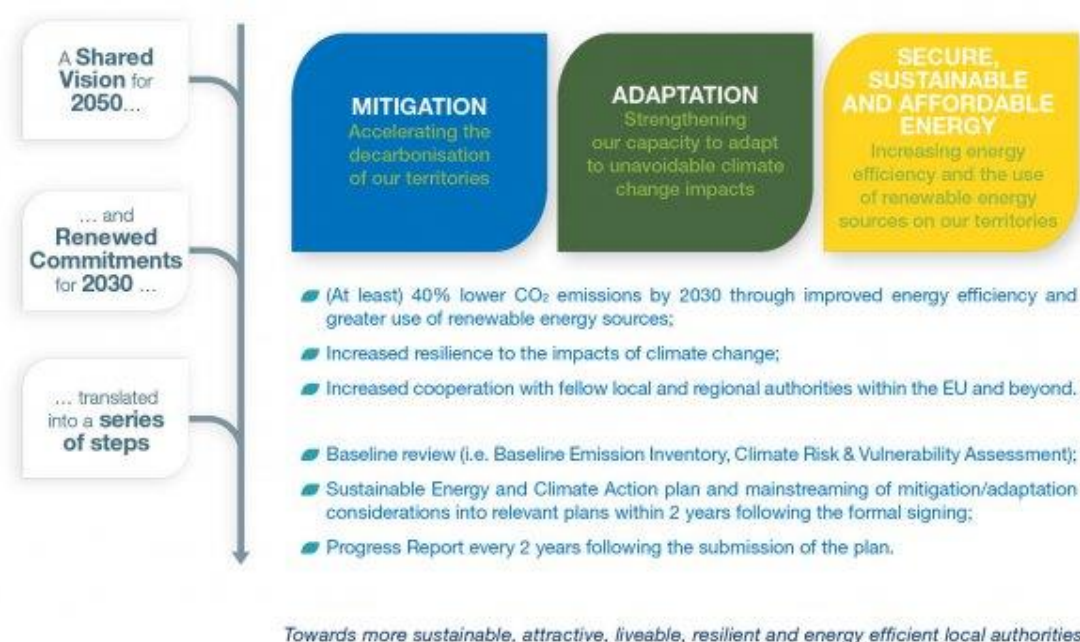 A Shared
Vision for
2050...
MITIGATION
Accelerating the
decarbonisation
of our territories
ADAPTATION
Strengthening
our capacity to adapt
to unavoidable climate
change impacts
SECURE,
SUSTAINABLE
AND AFFORDABLE
ENERGY
Increasing energy
efficiency and the use
of renewable energy
sources on our territories
... and
Renewed
Commitments
for 2030 ...
(At least) 40% lower CO₂ emissions by 2030 through improved energy efficiency and
greater use of renewable energy sources;
Increased resilience to the impacts of climate change;
Increased cooperation with fellow local and regional authorities within the EU and beyond.
... translated
into a series
of steps
Baseline review (i.e. Baseline Emission Inventory, Climate Risk & Vulnerability Assessment);
Sustainable Energy and Climate Action plan and mainstreaming of mitigation/adaptation
considerations into relevant plans within 2 years following the formal signing;
Progress Report every 2 years following the submission of the plan.
Towards more sustainable, attractive, liveable, resilient and energy efficient local authorities